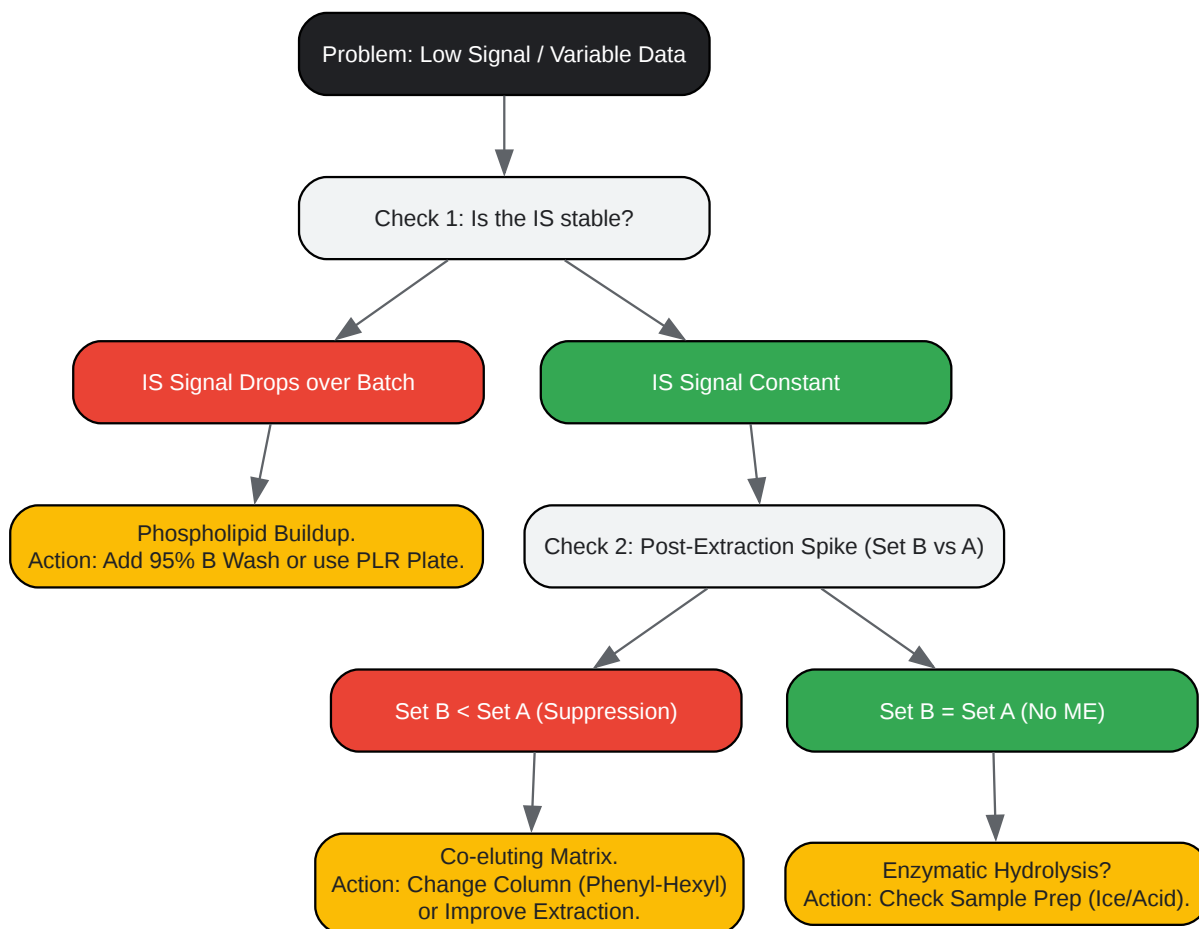 Problem: Low Signal / Variable Data
Check 1: Is the IS stable?
IS Signal Drops over Batch
IS Signal Constant
Phospholipid Buildup.
Action: Add 95% B Wash or use PLR Plate.
Check 2: Post-Extraction Spike (Set B vs A)
Set B < Set A (Suppression)
Set B = Set A (No ME)
Co-eluting Matrix.
Action: Change Column (Phenyl-Hexyl)
or Improve Extraction.
Enzymatic Hydrolysis?
Action: Check Sample Prep (Ice/Acid).